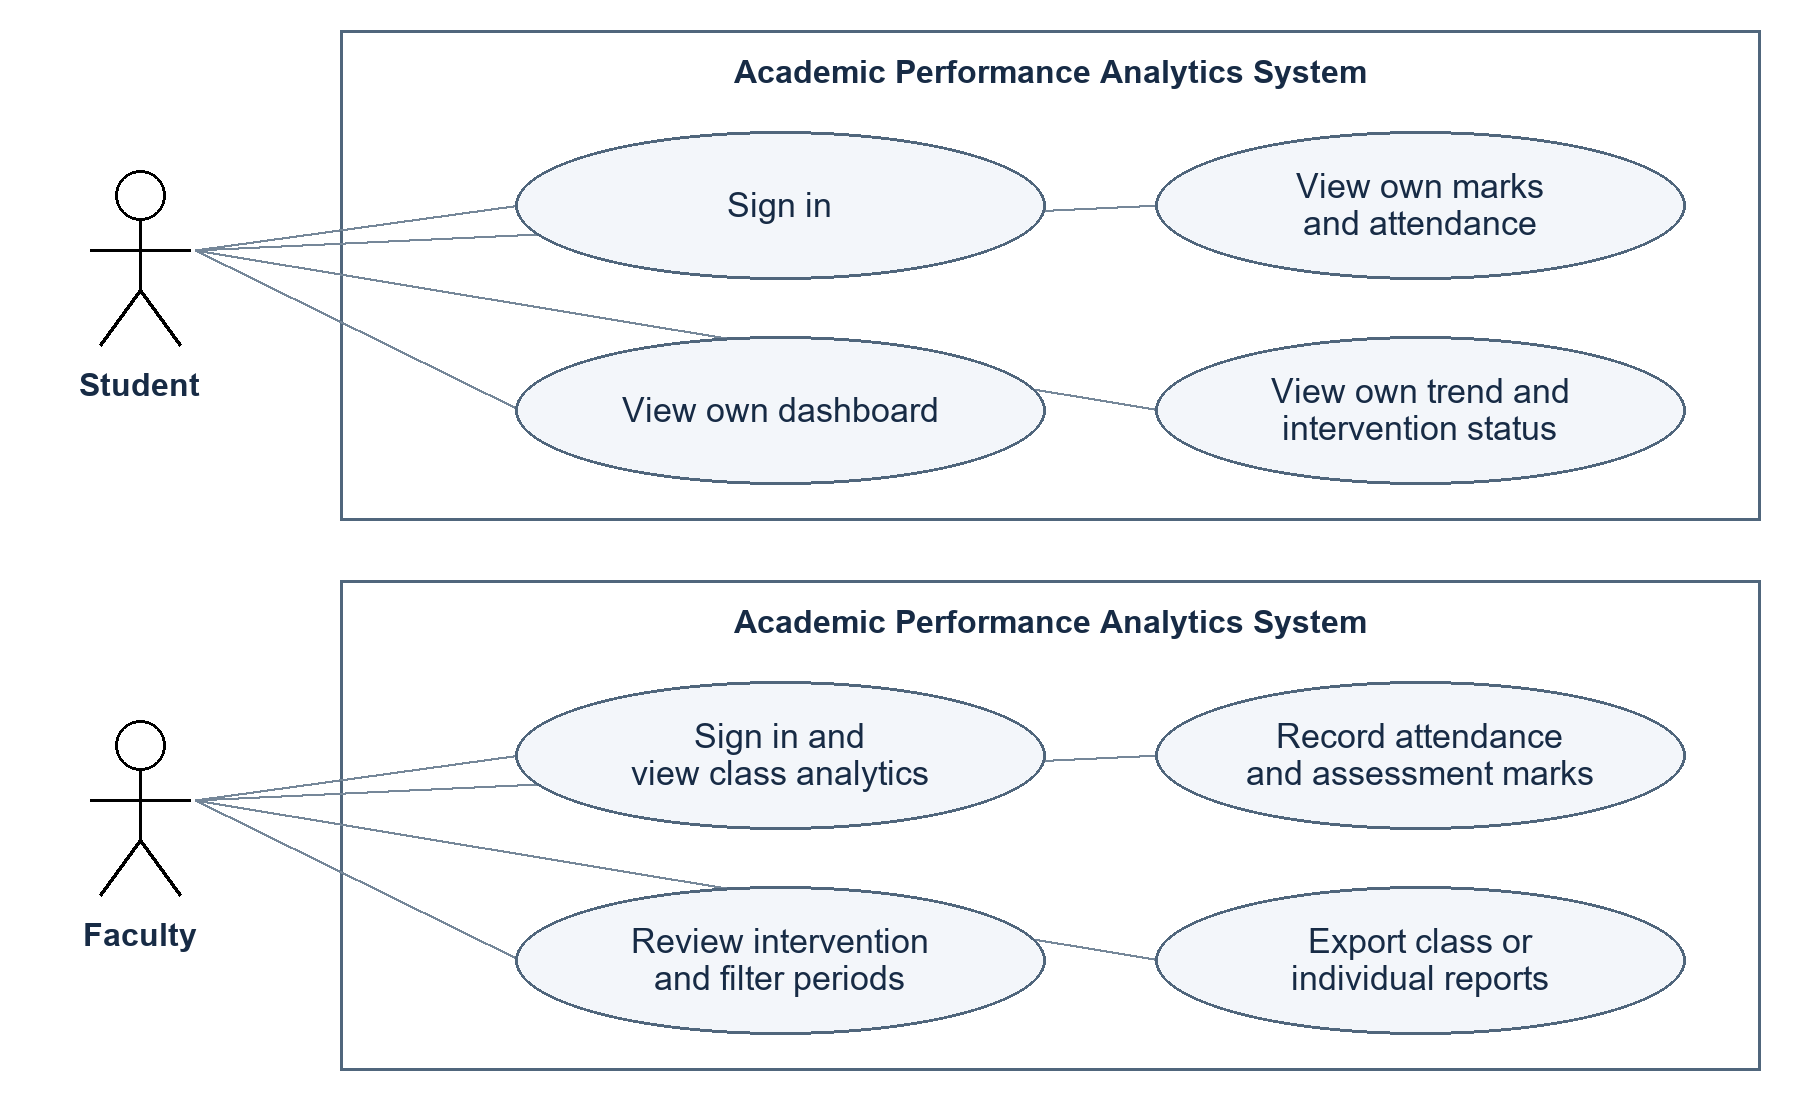 Academic Performance Analytics System
Sign in
View own marks
and attendance
Student
View own dashboard
View own trend and
intervention status
Academic Performance Analytics System
Sign in and
view class analytics
Record attendance
and assessment marks
Faculty
Review intervention
and filter periods
Export class or
individual reports